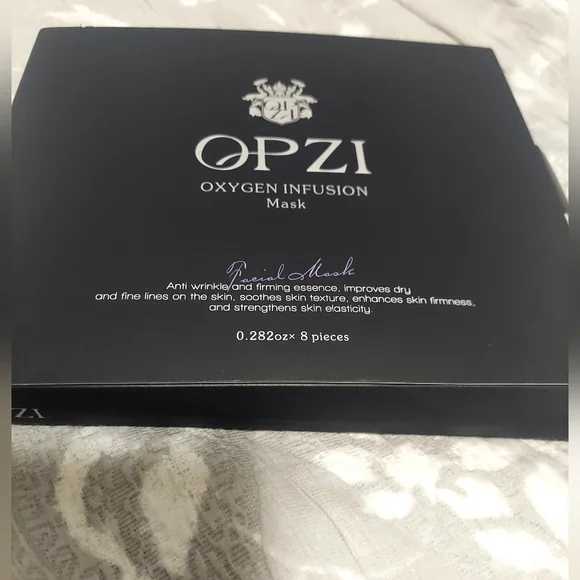 OPZI
OXYGEN INFUSION
Mask
Facial Mask
Anti wrinkle and firming essence, improves dry
and fine lines on the skin, soothes skin texture, enhances skin firmness,
and strengthens skin elasticity.
0.282oz× 8 pieces
ZI